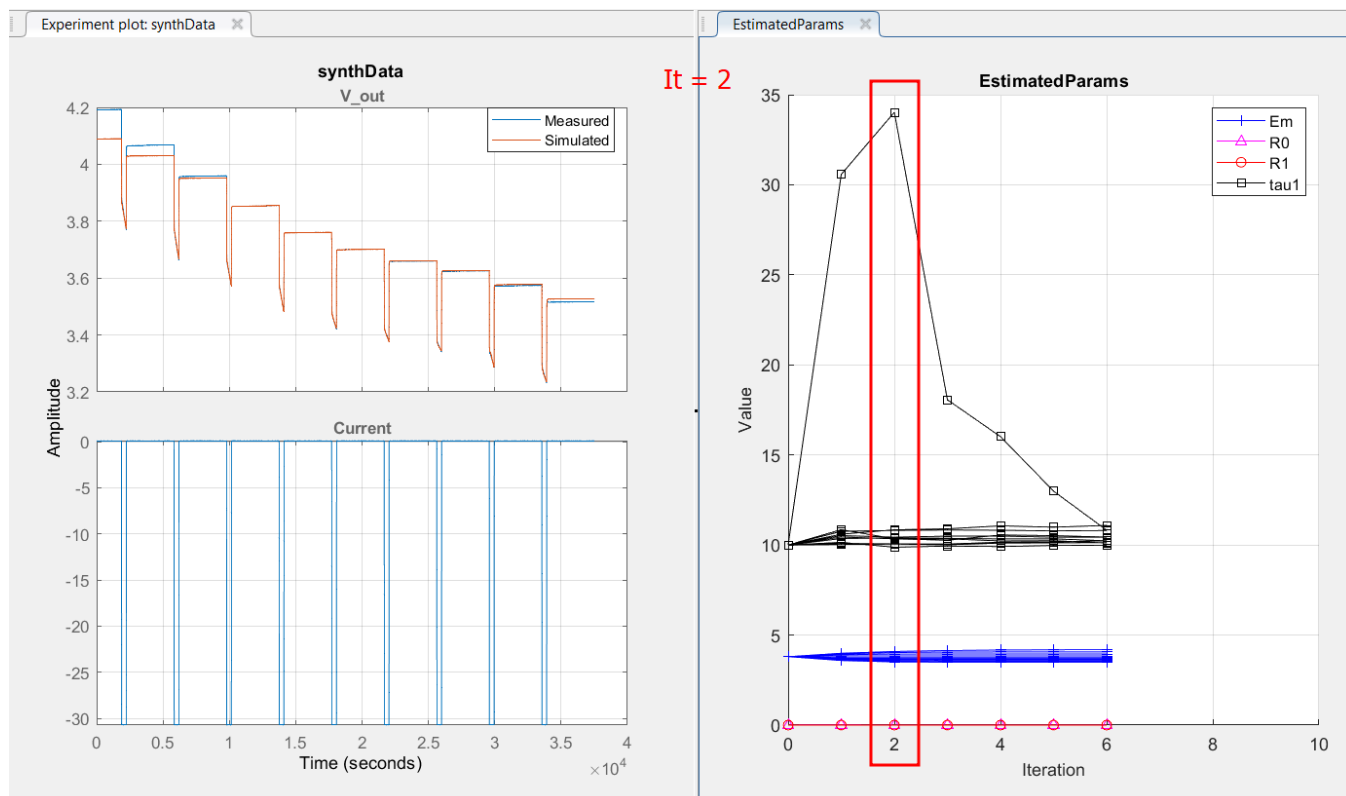 Experiment plot: synthData
EstimatedParams
It = 2
synthData
V_out
4.2
4
3.8
3.6
3.4
3.2
Measured
Simulated
Amplitude
Current
0
-5
-10
-15
-20
-25
-30
0
0.5
1
1.5
2
2.5
3
3.5
4
Time (seconds)
×10^4
EstimatedParams
35
30
25
20
15
10
5
0
Value
Em
R0
R1
tau1
0
2
4
6
8
10
Iteration